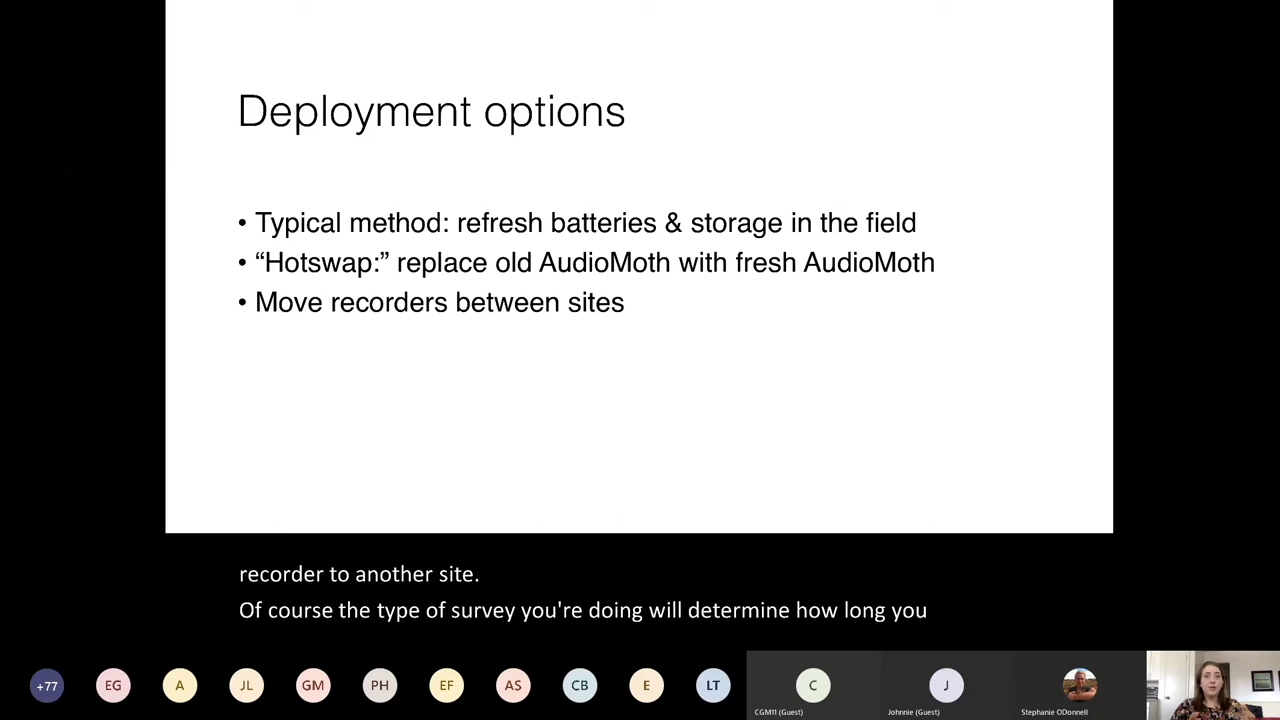 Deployment options
• Typical method: refresh batteries & storage in the field
• “Hotswap:” replace old AudioMoth with fresh AudioMoth
• Move recorders between sites
recorder to another site.
Of course the type of survey you're doing will determine how long you
+77 EG A JL GM PH EF AS CB E LT C J
CGM11 (Guest) Johnnie (Guest) Stephanie ODonnell